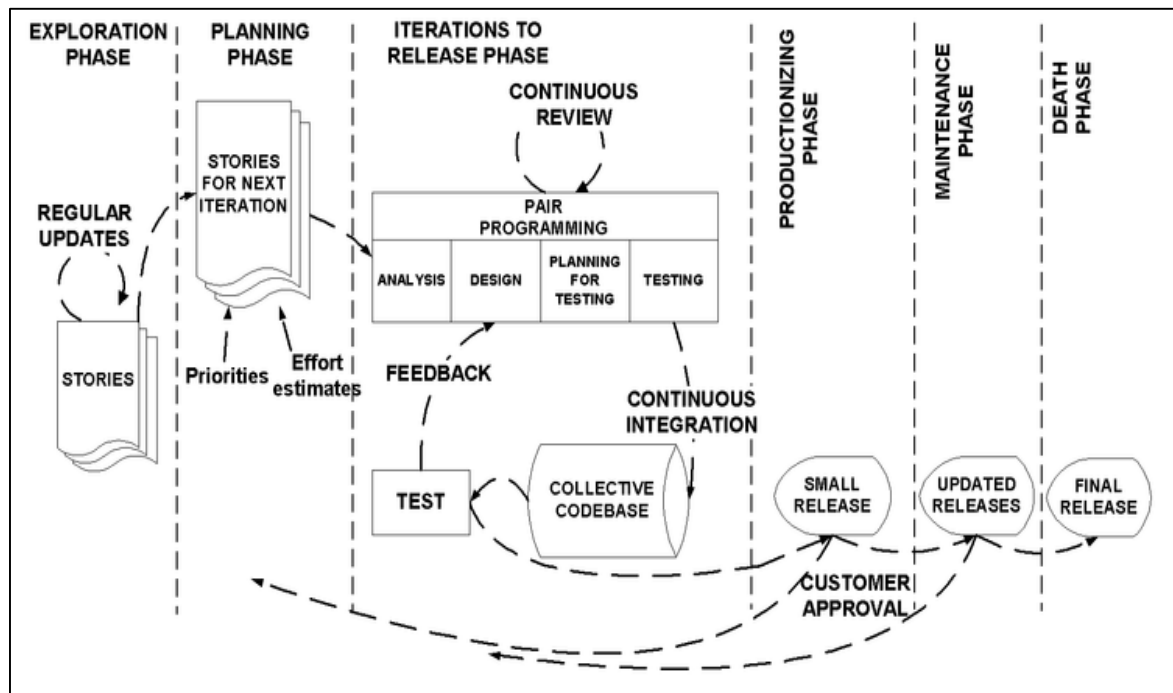 EXPLORATION
PHASE
PLANNING
PHASE
ITERATIONS TO
RELEASE PHASE
PRODUCTIONIZING
PHASE
MAINTENANCE
PHASE
DEATH
PHASE
CONTINUOUS
REVIEW
REGULAR
UPDATES
STORIES
STORIES
FOR NEXT
ITERATION
Priorities
Effort
estimates
PAIR
PROGRAMMING
ANALYSIS
DESIGN
PLANNING
FOR
TESTING
TESTING
FEEDBACK
CONTINUOUS
INTEGRATION
TEST
COLLECTIVE
CODEBASE
SMALL
RELEASE
UPDATED
RELEASES
FINAL
RELEASE
CUSTOMER
APPROVAL